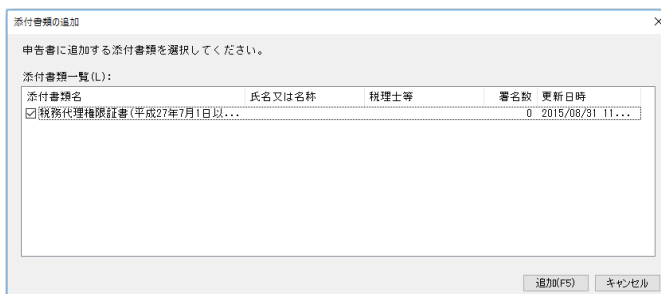 添付書類の追加
申告書に追加する添付書類を選択してください。
添付書類一覧(L):
添付書類名 氏名又は名称 税理士等 署名数 更新日時
税務代理権限証書(平成27年7月1日以... 0 2015/08/31 11...
追加(F5) キャンセル